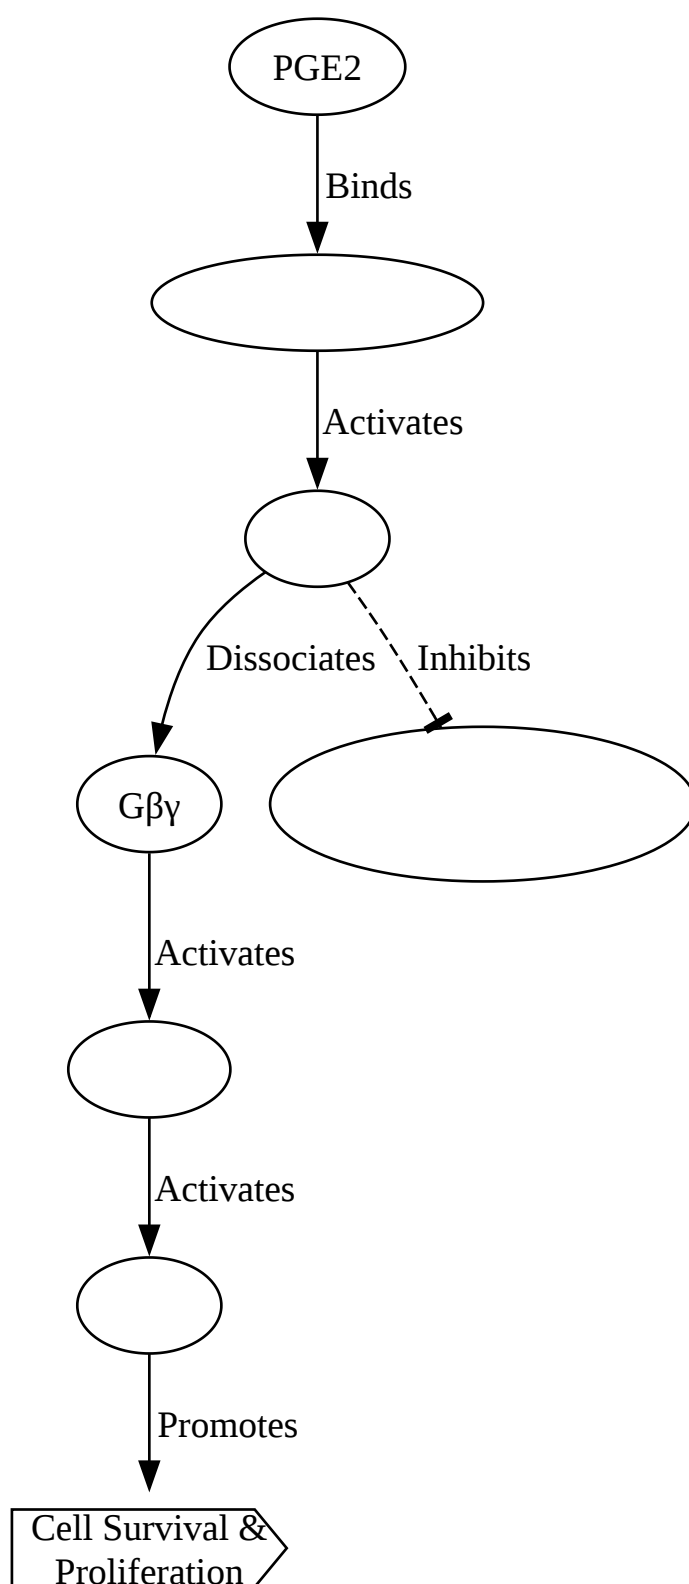 PGE2
Binds
Activates
Dissociates
Inhibits
Gβγ
Activates
Activates
Promotes
Cell Survival &
Proliferation